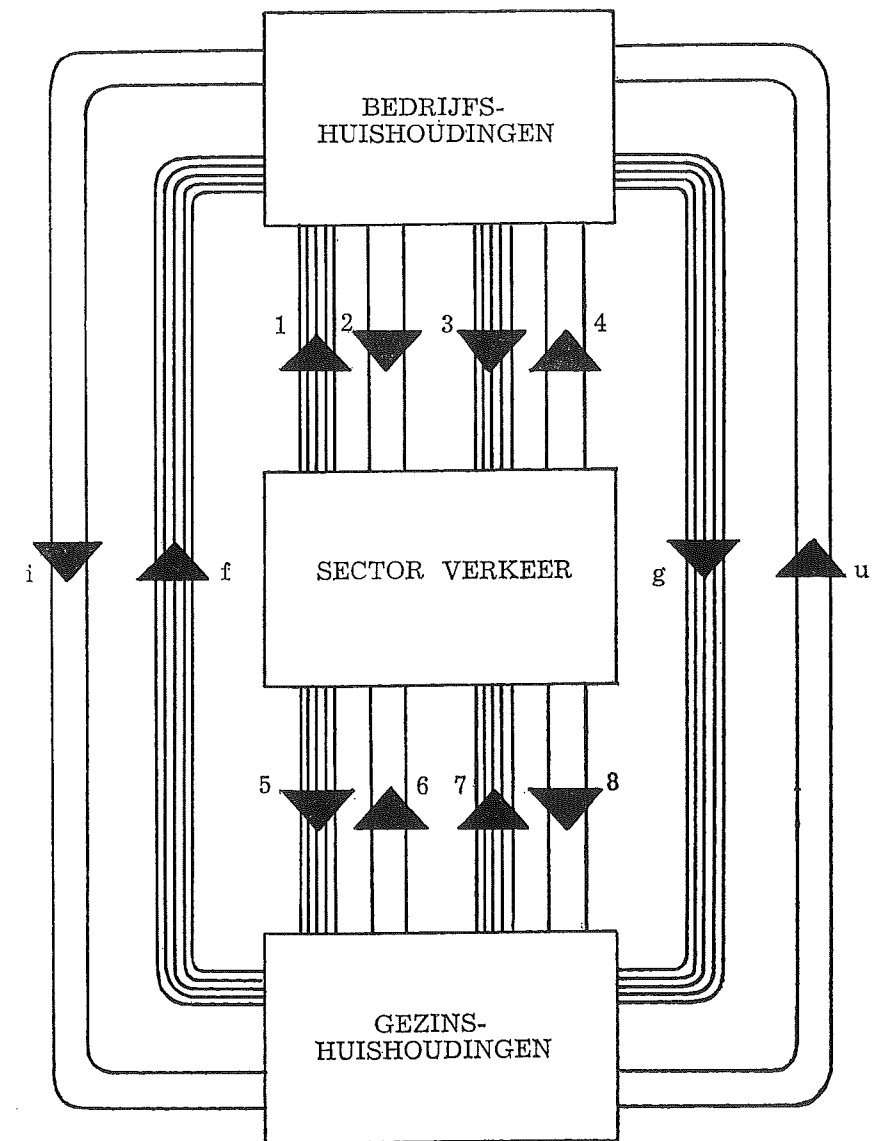 BEDRIJFS-
HUISHOUDINGEN
1 2 3 4
i f SECTOR VERKEER g u
5 6 7 8
GEZINS-
HUISHOUDINGEN